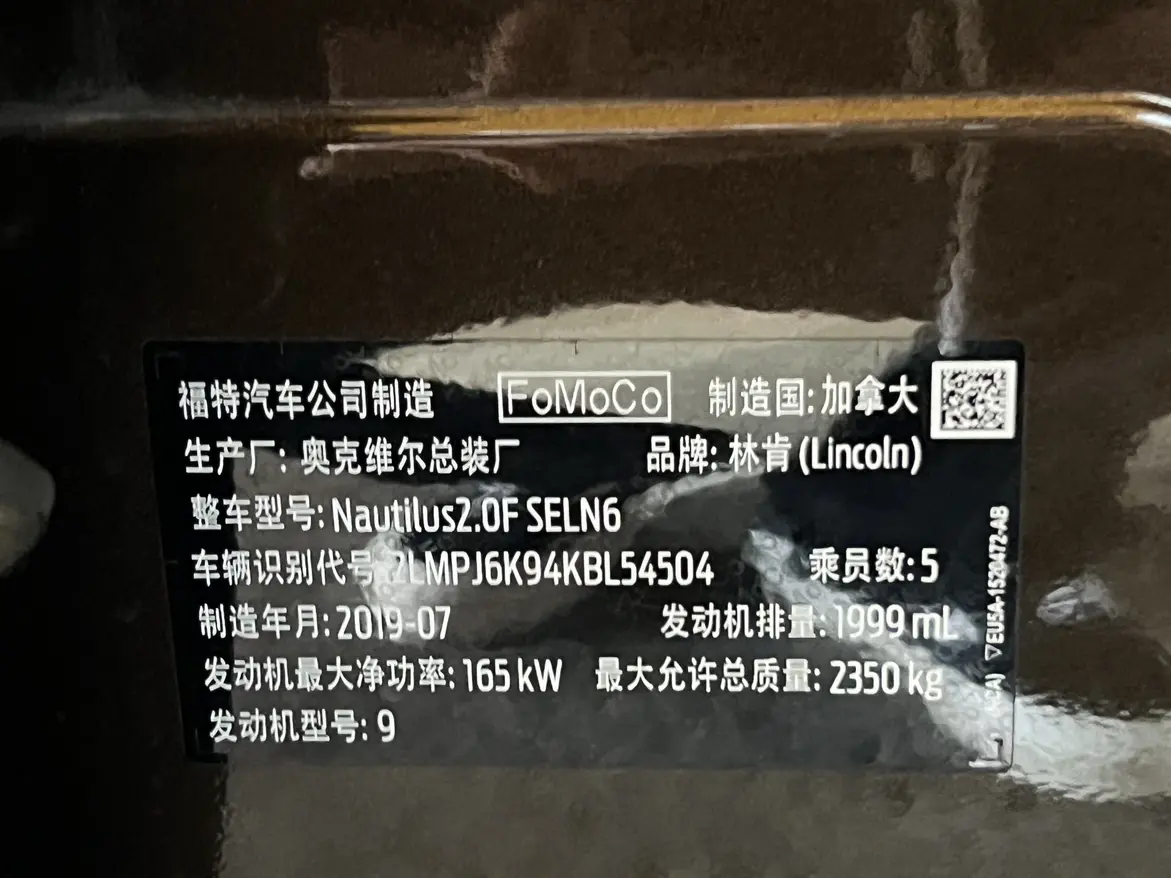 福特汽车公司制造 FoMoCo 制造国:加拿大
生产厂: 奥克维尔总装厂 品牌: 林肯(Lincoln)
整车型号: Nautilus2.0F SELN6
车辆识别代号 2LMPJ6K94KBL54504 乘员数: 5
制造年月: 2019-07 发动机排量: 1999 mL
发动机最大净功率: 165 kW 最大允许总质量: 2350 kg
发动机型号: 9
▽EU5A-1520472-AB